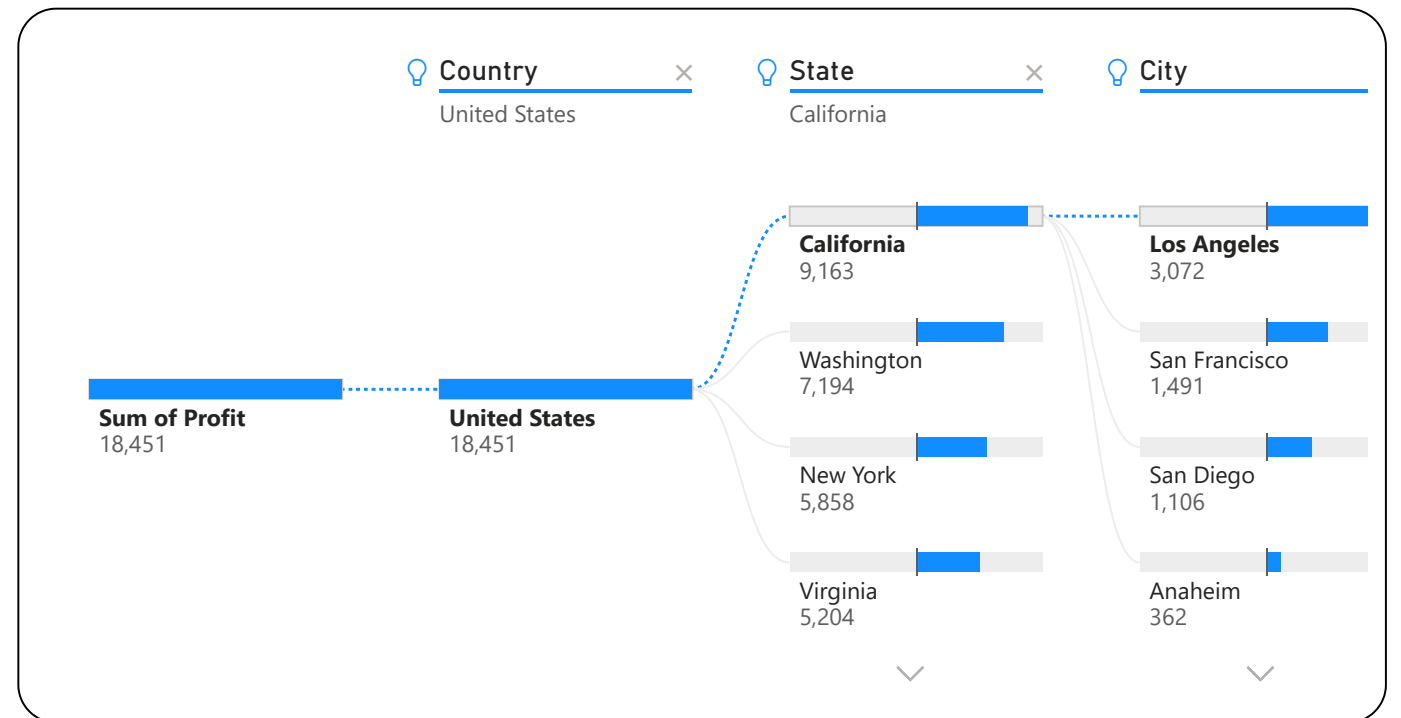 Country
State
City
United States
California
California
9,163
Los Angeles
3,072
Washington
7,194
San Francisco
1,491
Sum of Profit
18,451
United States
18,451
New York
5,858
San Diego
1,106
Virginia
5,204
Anaheim
362